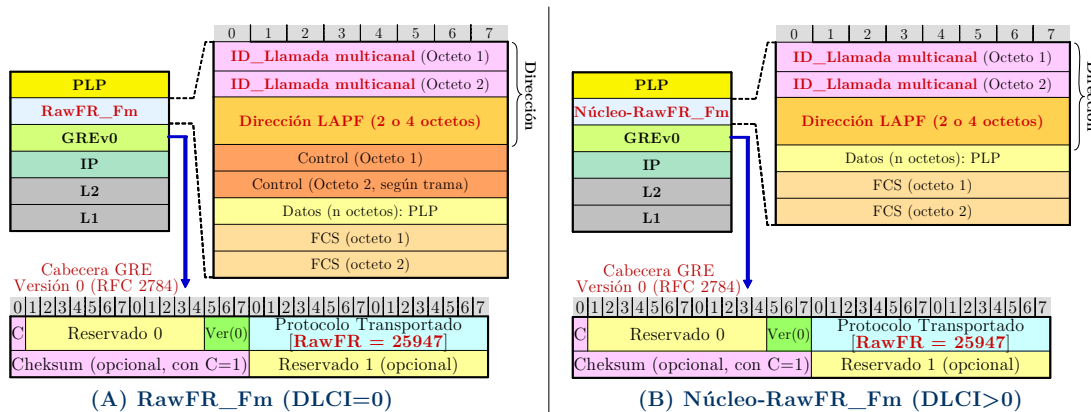 0 1 2 3 4 5 6 7
ID_Llamada multicanal (Octeto 1)
ID_Llamada multicanal (Octeto 2)
Dirección LAPF (2 o 4 octetos)
Control (Octeto 1)
Control (Octeto 2, según trama)
Datos (n octetos): PLP
FCS (octeto 1)
FCS (octeto 2)
Dirección
PLP
RawFR_Fm
GREv0
IP
L2
L1
Cabecera GRE
Versión 0 (RFC 2784)
0 1 2 3 4 5 6 7 0 1 2 3 4 5 6 7 0 1 2 3 4 5 6 7 0 1 2 3 4 5 6 7
C
Reservado 0
Ver(0)
Protocolo Transportado
[RawFR = 25947]
Cheksum (opcional, con C=1)
Reservado 1 (opcional)
(A) RawFR_Fm (DLCI=0)
0 1 2 3 4 5 6 7
ID_Llamada multicanal (Octeto 1)
ID_Llamada multicanal (Octeto 2)
Dirección LAPF (2 o 4 octetos)
Datos (n octetos): PLP
FCS (octeto 1)
FCS (octeto 2)
Dirección
PLP
Núcleo-RawFR_Fm
GREv0
IP
L2
L1
Cabecera GRE
Versión 0 (RFC 2784)
0 1 2 3 4 5 6 7 0 1 2 3 4 5 6 7 0 1 2 3 4 5 6 7 0 1 2 3 4 5 6 7
C
Reservado 0
Ver(0)
Protocolo Transportado
[RawFR = 25947]
Cheksum (opcional, con C=1)
Reservado 1 (opcional)
(B) Núcleo-RawFR_Fm (DLCI>0)